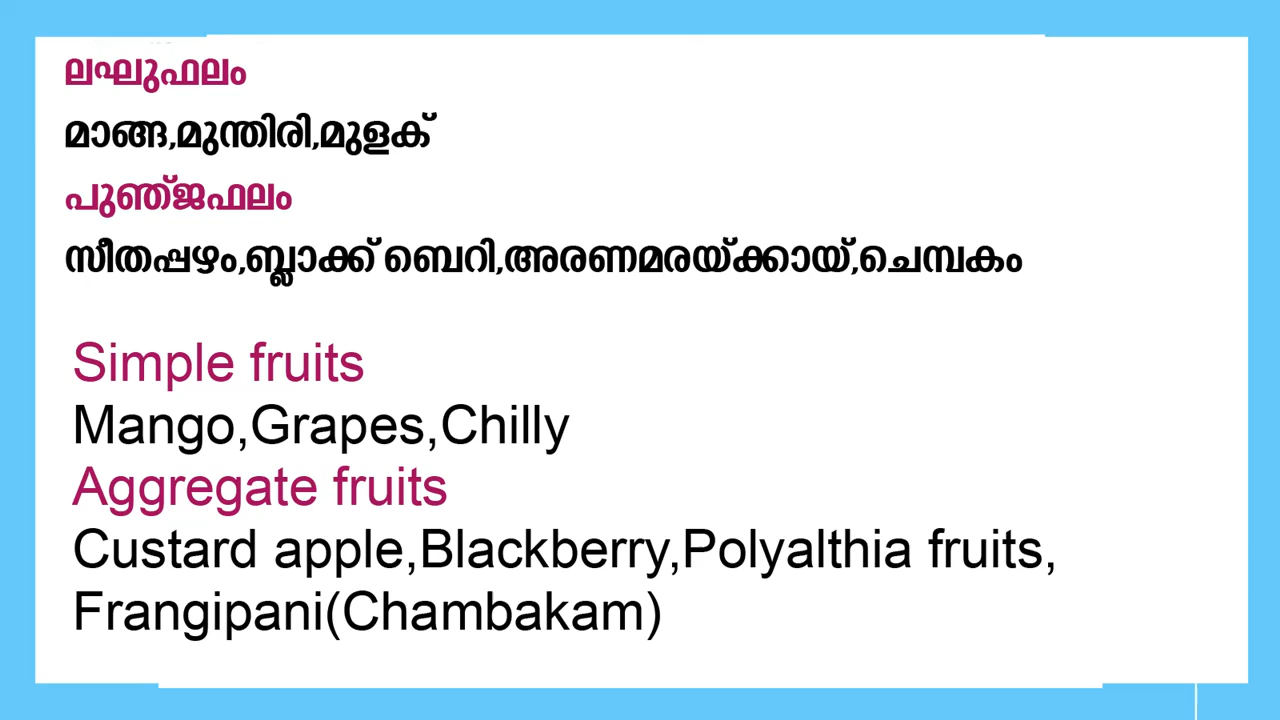 ലഘുഫലം
മാങ്ങ,മുന്തിരി,മുളക്
പുഞ്ജഫലം
സീതപ്പഴം,ബ്ലാക്ക് ബെറി,അരണമരയ്ക്കായ്,ചെമ്പകം
Simple fruits
Mango,Grapes,Chilly
Aggregate fruits
Custard apple,Blackberry,Polyalthia fruits,
Frangipani(Chambakam)